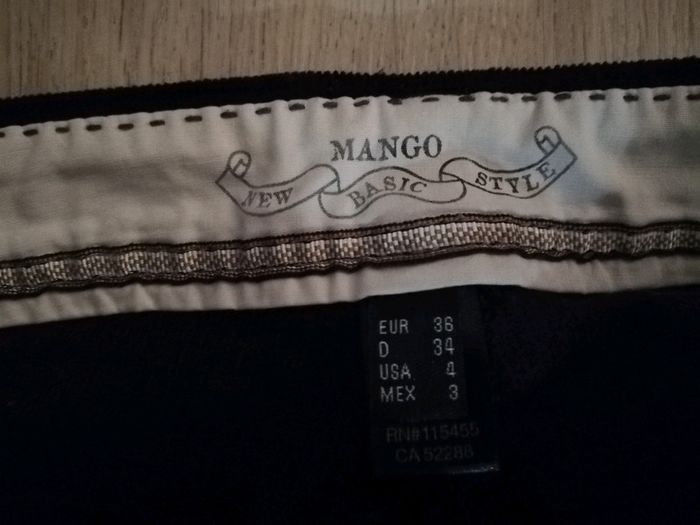 MANGO
NEW BASIC STYLE
EUR 36
D 34
USA 4
MEX 3
RN#115455
CA 52288